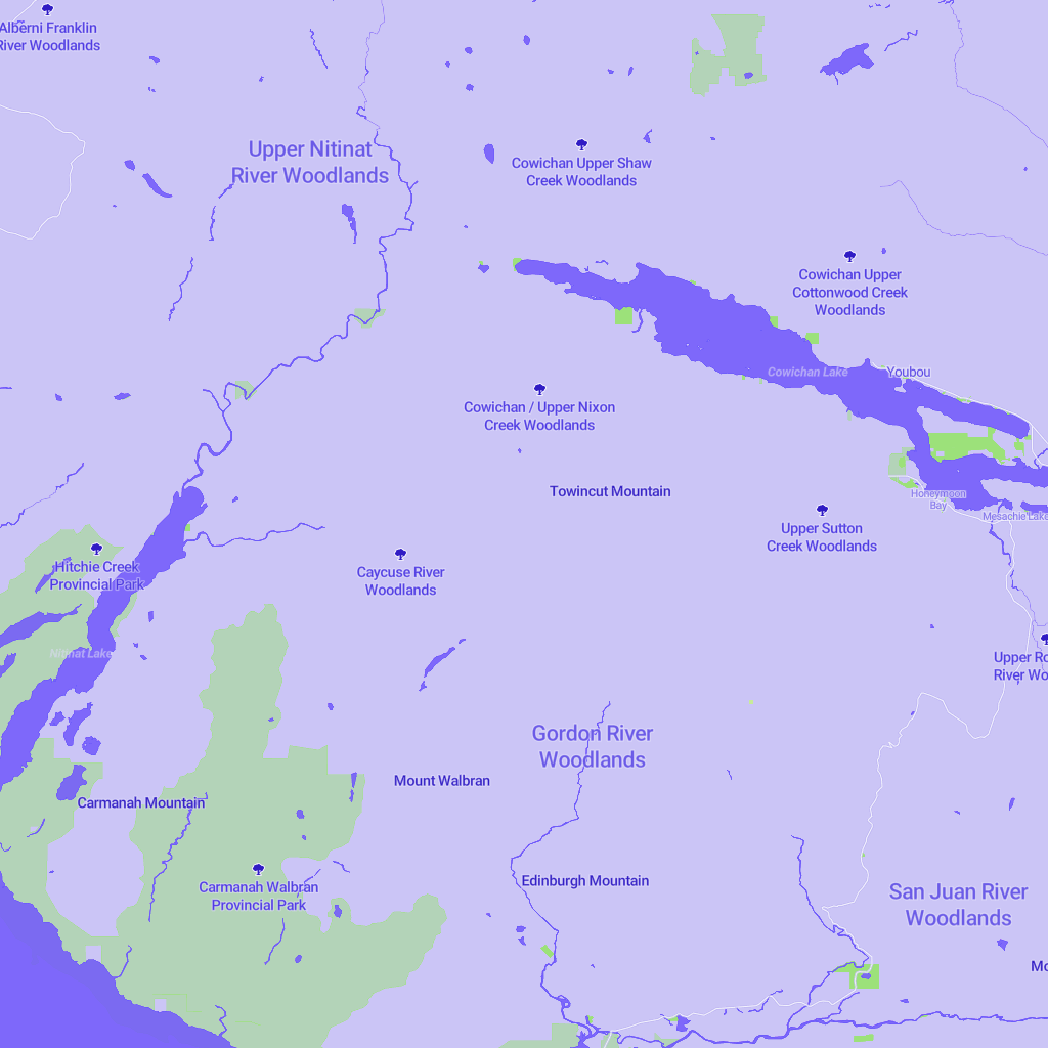 Alberni Franklin
River Woodlands
Upper Nitinat
River Woodlands
Cowichan Upper Shaw
Creek Woodlands
Cowichan Upper
Cottonwood Creek
Woodlands
Cowichan Lake
Youbou
Cowichan / Upper Nixon
Creek Woodlands
Towincut Mountain
Honeymoon
Bay
Mesachie Lake
Upper Sutton
Creek Woodlands
Hitchie Creek
Provincial Park
Caycuse River
Woodlands
Nitinat Lake
Upper Ro
River Wo
Gordon River
Woodlands
Mount Walbran
Carmanah Mountain
Carmanah Walbran
Provincial Park
Edinburgh Mountain
San Juan River
Woodlands
Mo